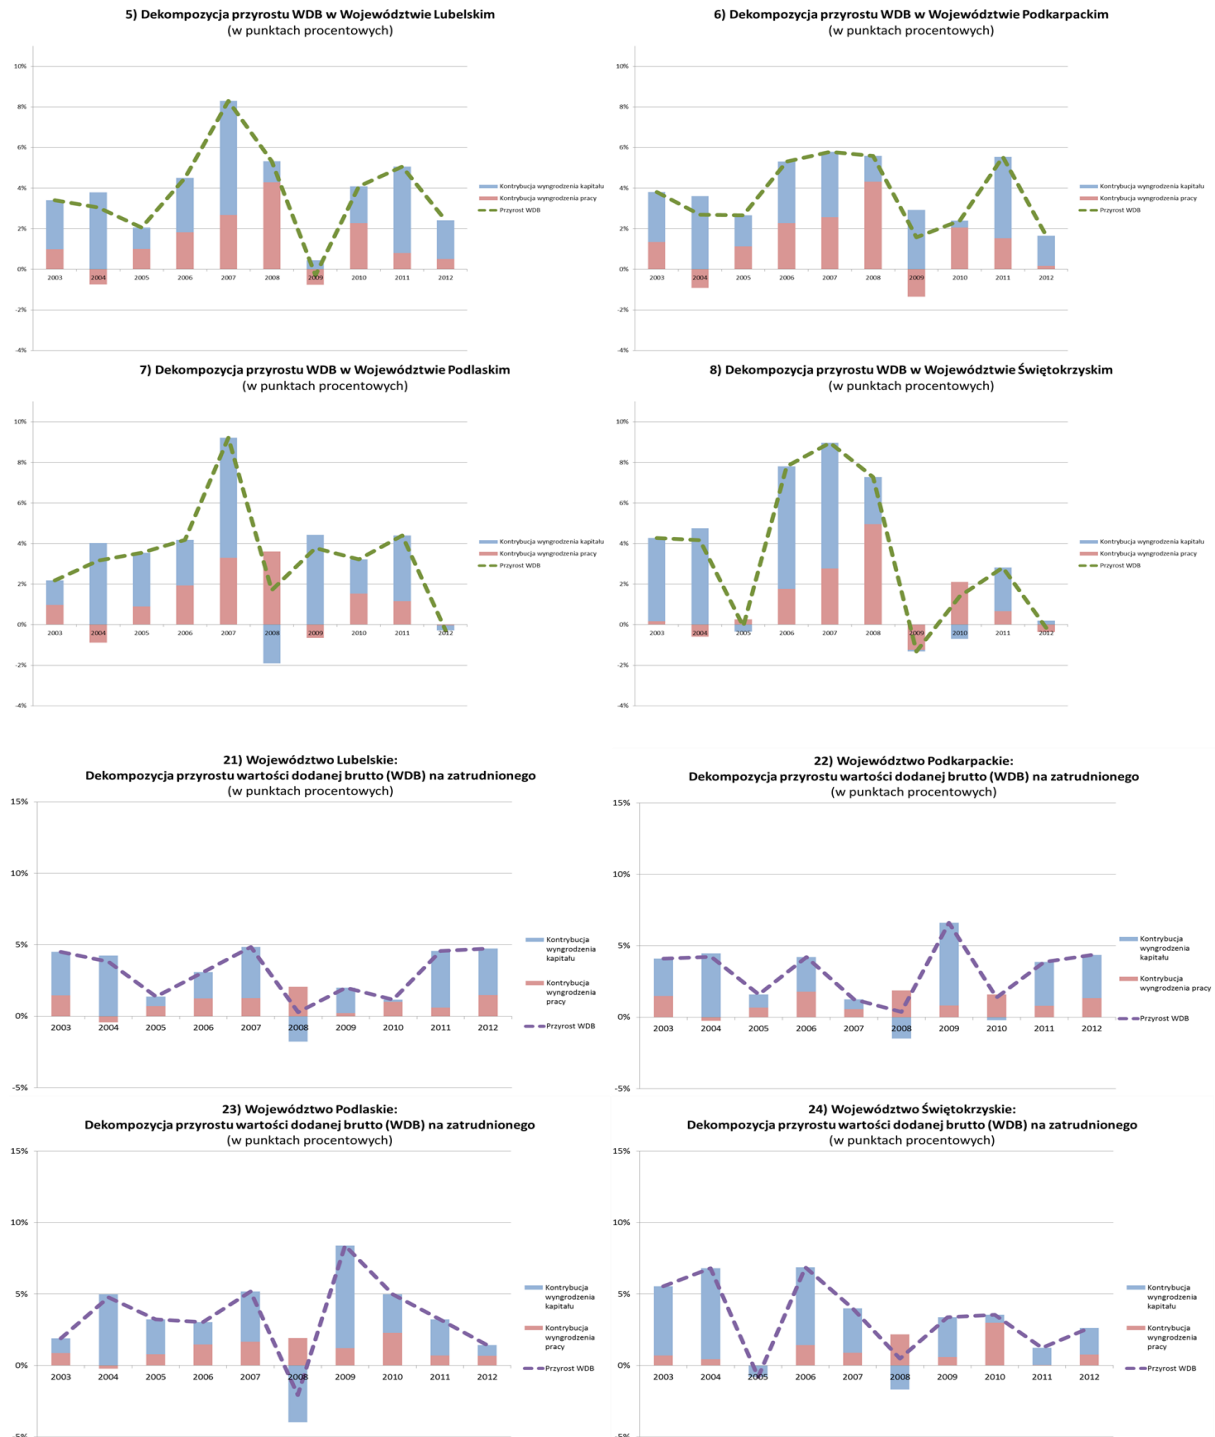 5) Dekompozycja przyrostu WDB w Województwie Lubelskim
(w punktach procentowych)
10%
8%
6%
4%
2%
0%
-2%
-4%
2003 2004 2005 2006 2007 2008 2009 2010 2011 2012
Kontrybucja wyngrodzenia kapitału
Kontrybucja wyngrodzenia pracy
Przyrost WDB
6) Dekompozycja przyrostu WDB w Województwie Podkarpackim
(w punktach procentowych)
10%
8%
6%
4%
2%
0%
-2%
-4%
2003 2004 2005 2006 2007 2008 2009 2010 2011 2012
Kontrybucja wyngrodzenia kapitału
Kontrybucja wyngrodzenia pracy
Przyrost WDB
7) Dekompozycja przyrostu WDB w Województwie Podlaskim
(w punktach procentowych)
10%
8%
6%
4%
2%
0%
-2%
-4%
2003 2004 2005 2006 2007 2008 2009 2010 2011 2012
Kontrybucja wyngrodzenia kapitału
Kontrybucja wyngrodzenia pracy
Przyrost WDB
8) Dekompozycja przyrostu WDB w Województwie Świętokrzyskim
(w punktach procentowych)
10%
8%
6%
4%
2%
0%
-2%
-4%
2003 2004 2005 2006 2007 2008 2009 2010 2011 2012
Kontrybucja wyngrodzenia kapitału
Kontrybucja wyngrodzenia pracy
Przyrost WDB
21) Województwo Lubelskie:
Dekompozycja przyrostu wartości dodanej brutto (WDB) na zatrudnionego
(w punktach procentowych)
15%
10%
5%
0%
-5%
2003 2004 2005 2006 2007 2008 2009 2010 2011 2012
Kontrybucja
wyngrodzenia
kapitału
Kontrybucja
wyngrodzenia
pracy
Przyrost WDB
22) Województwo Podkarpackie:
Dekompozycja przyrostu wartości dodanej brutto (WDB) na zatrudnionego
(w punktach procentowych)
15%
10%
5%
0%
-5%
2003 2004 2005 2006 2007 2008 2009 2010 2011 2012
Kontrybucja
wyngrodzenia
kapitału
Kontrybucja
wyngrodzenia pracy
Przyrost WDB
23) Województwo Podlaskie:
Dekompozycja przyrostu wartości dodanej brutto (WDB) na zatrudnionego
(w punktach procentowych)
15%
10%
5%
0%
-5%
2003 2004 2005 2006 2007 2008 2009 2010 2011 2012
Kontrybucja
wyngrodzenia
kapitału
Kontrybucja
wyngrodzenia
pracy
Przyrost WDB
24) Województwo Świętokrzyskie:
Dekompozycja przyrostu wartości dodanej brutto (WDB) na zatrudnionego
(w punktach procentowych)
15%
10%
5%
0%
-5%
2003 2004 2005 2006 2007 2008 2009 2010 2011 2012
Kontrybucja
wyngrodzenia
kapitału
Kontrybucja
wyngrodzenia
pracy
Przyrost WDB